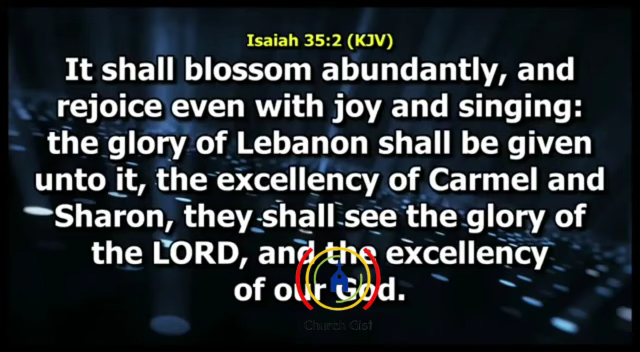 Isaiah 35:2 (KJV)
It shall blossom abundantly, and
rejoice even with joy and singing:
the glory of Lebanon shall be given
unto it, the excellency of Carmel and
Sharon, they shall see the glory of
the LORD, and the excellency
of our God.
Church Gist